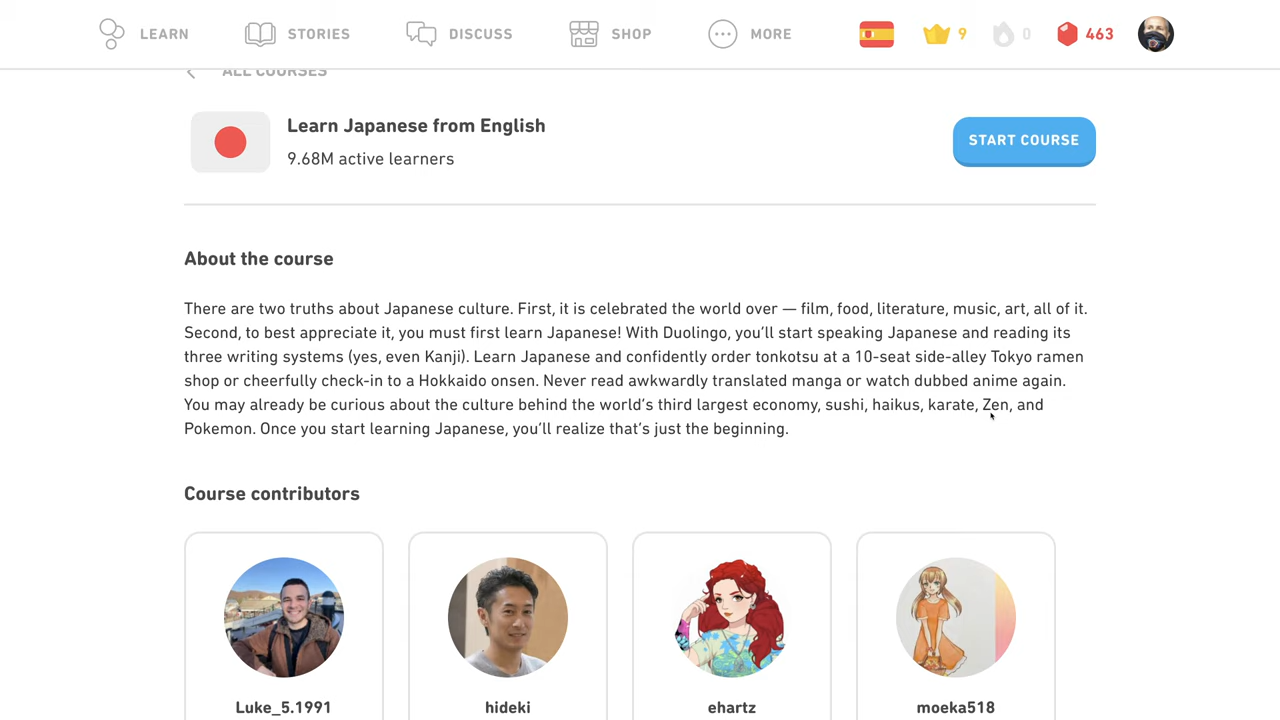 LEARN
STORIES
DISCUSS
SHOP
MORE
9
0
463
ALL COURSES
Learn Japanese from English
9.68M active learners
START COURSE
About the course
There are two truths about Japanese culture. First, it is celebrated the world over — film, food, literature, music, art, all of it.
Second, to best appreciate it, you must first learn Japanese! With Duolingo, you’ll start speaking Japanese and reading its
three writing systems (yes, even Kanji). Learn Japanese and confidently order tonkotsu at a 10-seat side-alley Tokyo ramen
shop or cheerfully check-in to a Hokkaido onsen. Never read awkwardly translated manga or watch dubbed anime again.
You may already be curious about the culture behind the world’s third largest economy, sushi, haikus, karate, Zen, and
Pokemon. Once you start learning Japanese, you’ll realize that’s just the beginning.
Course contributors
Luke_5.1991
hideki
ehartz
moeka518